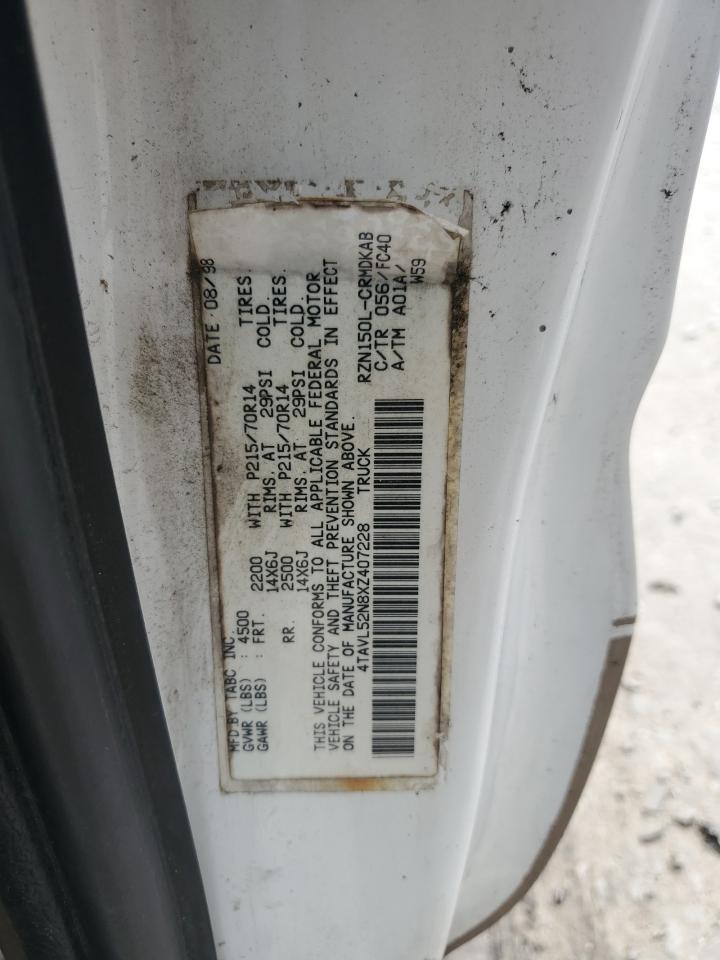 MFD BY TABC INC. DATE 08/98
GVWR (LBS) : 4500
GAWR (LBS) : FRT. 2200 WITH P215/70R14 TIRES.
14X6J RIMS. AT 29PSI COLD.
RR. 2500 WITH P215/70R14 TIRES.
14X6J RIMS. AT 29PSI COLD.
THIS VEHICLE CONFORMS TO ALL APPLICABLE FEDERAL MOTOR
VEHICLE SAFETY AND THEFT PREVENTION STANDARDS IN EFFECT
ON THE DATE OF MANUFACTURE SHOWN ABOVE.
4TAVL52N8XZ407228 TRUCK RZN150L-CRMDKAB
C/TR 056/FC40
A/TM A01A/
W59